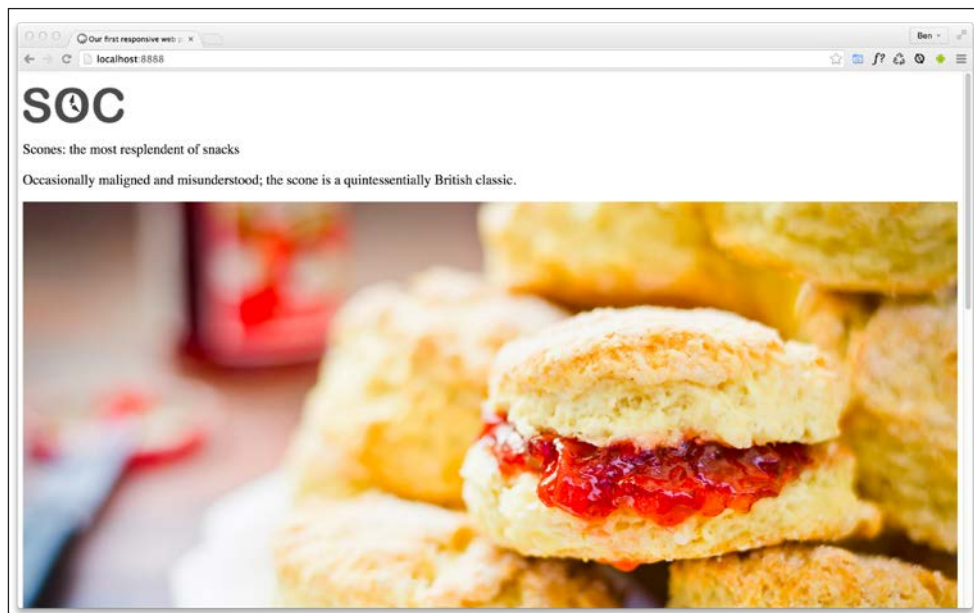 Our first responsive web p
Ben
localhost:8888
f?
SOC
Scones: the most resplendent of snacks
Occasionally maligned and misunderstood; the scone is a quintessentially British classic.